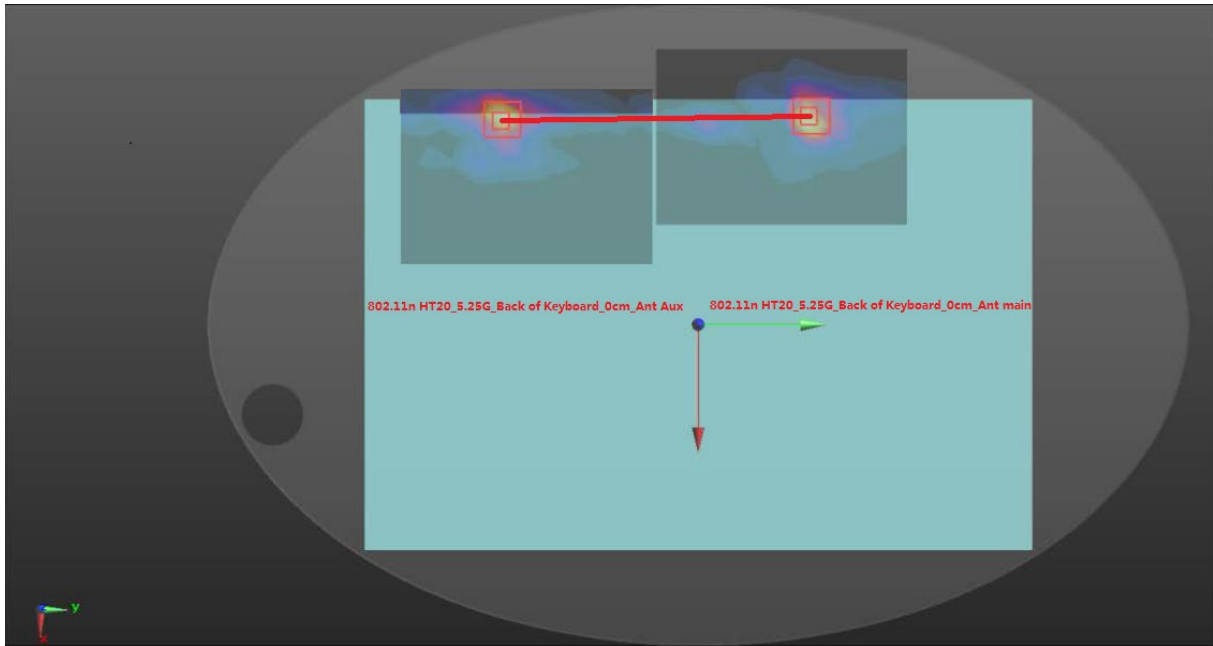 802.11n HT20_5.25G_Back of Keyboard_0cm_Ant Aux
802.11n HT20_5.25G_Back of Keyboard_0cm_Ant main
y
x